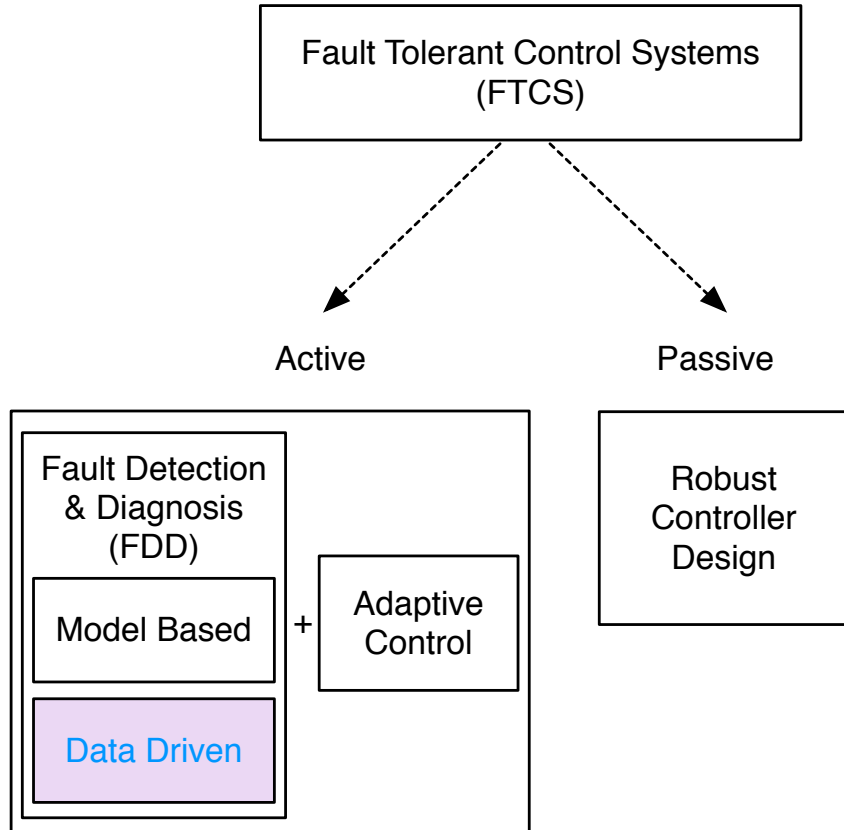 Fault Tolerant Control Systems
(FTCS)
Active
Passive
Fault Detection
& Diagnosis
(FDD)
Model Based
Data Driven
+
Adaptive
Control
Robust
Controller
Design